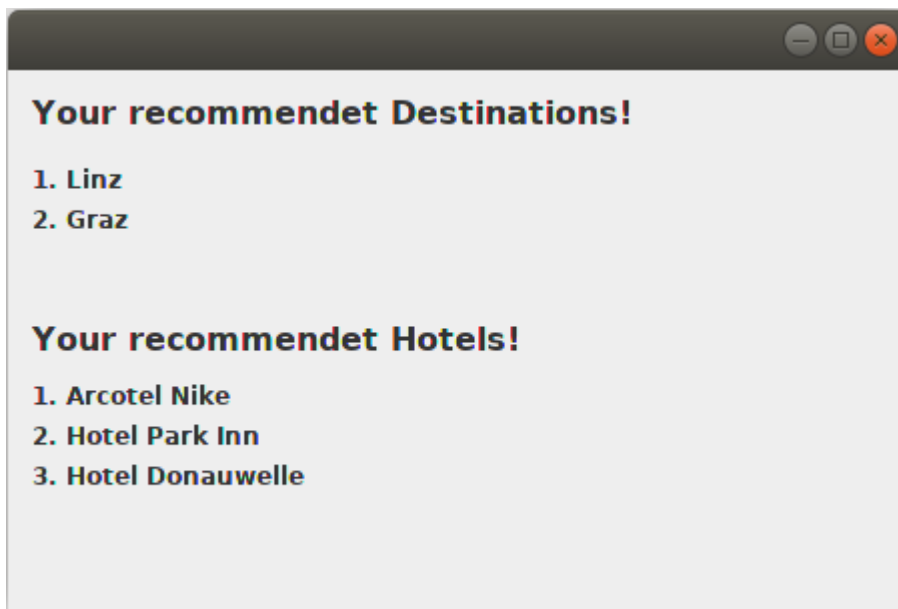 Your recommendet Destinations!
1. Linz
2. Graz
Your recommendet Hotels!
1. Arcotel Nike
2. Hotel Park Inn
3. Hotel Donauwelle